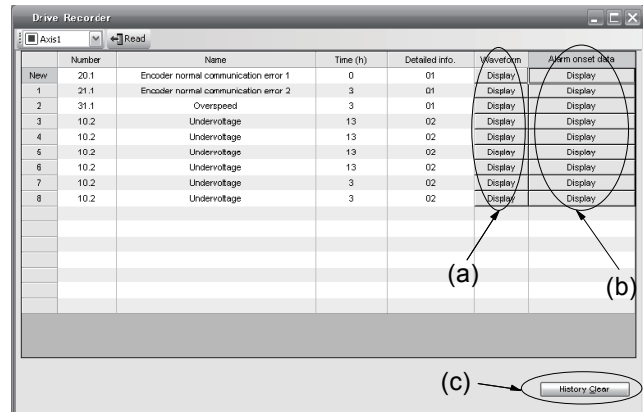 Drive Recorder
Axis1 Read
Number Name Time (h) Detailed info. Waveform Alarm onset data
New 20.1 Encoder normal communication error 1 0 01 Display Display
1 21.1 Encoder normal communication error 2 3 01 Display Display
2 31.1 Overspeed 3 01 Display Display
3 10.2 Undervoltage 13 02 Display Display
4 10.2 Undervoltage 13 02 Display Display
5 10.2 Undervoltage 13 02 Display Display
6 10.2 Undervoltage 13 02 Display Display
7 10.2 Undervoltage 3 02 Display Display
8 10.2 Undervoltage 3 02 Display Display
(a)
(b)
(c) History Clear